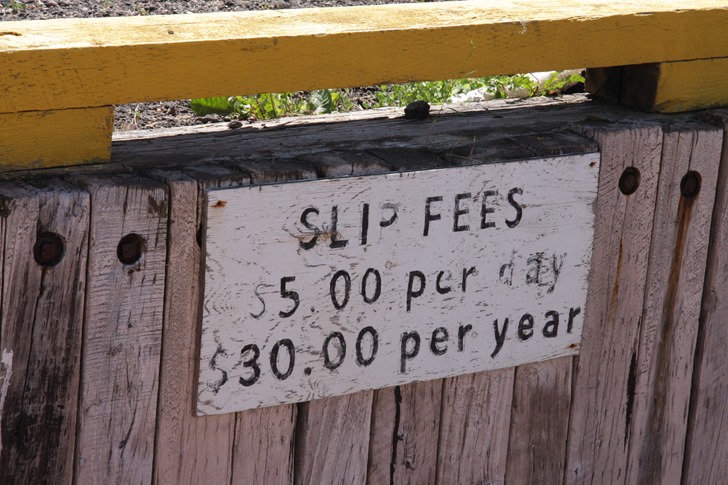 SLIP FEES
$5.00 per day
$30.00 per year